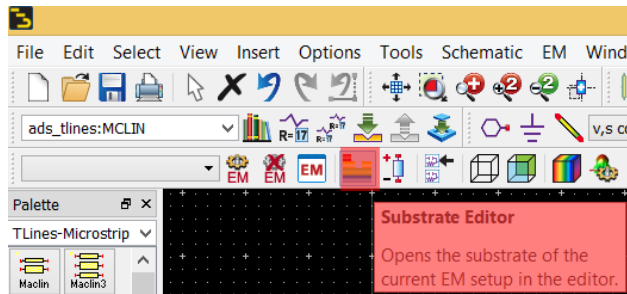 File Edit Select View Insert Options Tools Schematic EM Wind
ads_tlines:MCLIN
R=17
v,s co
EM EM EM
Palette
TLines-Microstrip
Maclin Maclin3
Substrate Editor
Opens the substrate of the
current EM setup in the editor.